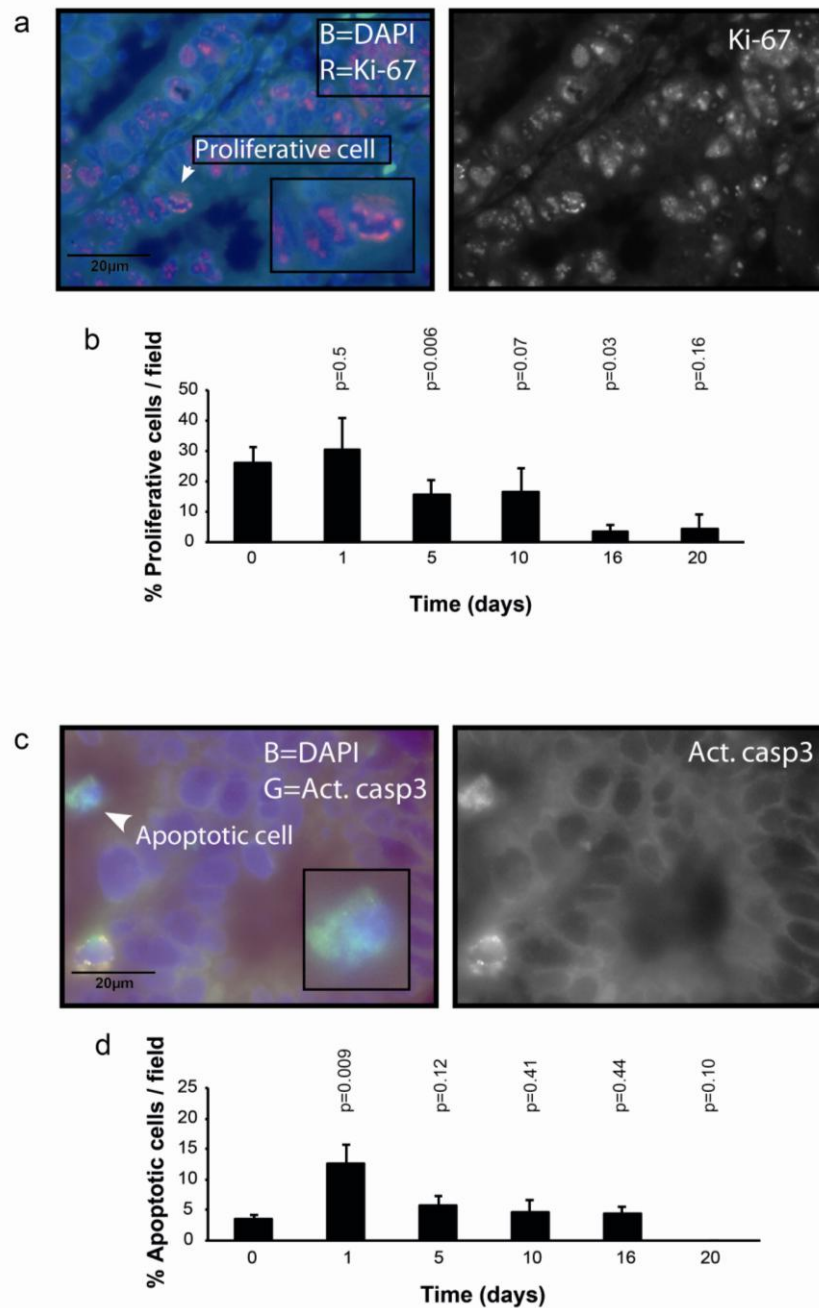 a
B=DAPI
R=Ki-67
Proliferative cell
20µm
Ki-67
b
% Proliferative cells / field
50
40
30
20
10
0
p=0.5
p=0.006
p=0.07
p=0.03
p=0.16
0 1 5 10 16 20
Time (days)
c
B=DAPI
G=Act. casp3
Apoptotic cell
20µm
Act. casp3
d
% Apoptotic cells / field
25
20
15
10
5
0
p=0.009
p=0.12
p=0.41
p=0.44
p=0.10
0 1 5 10 16 20
Time (days)